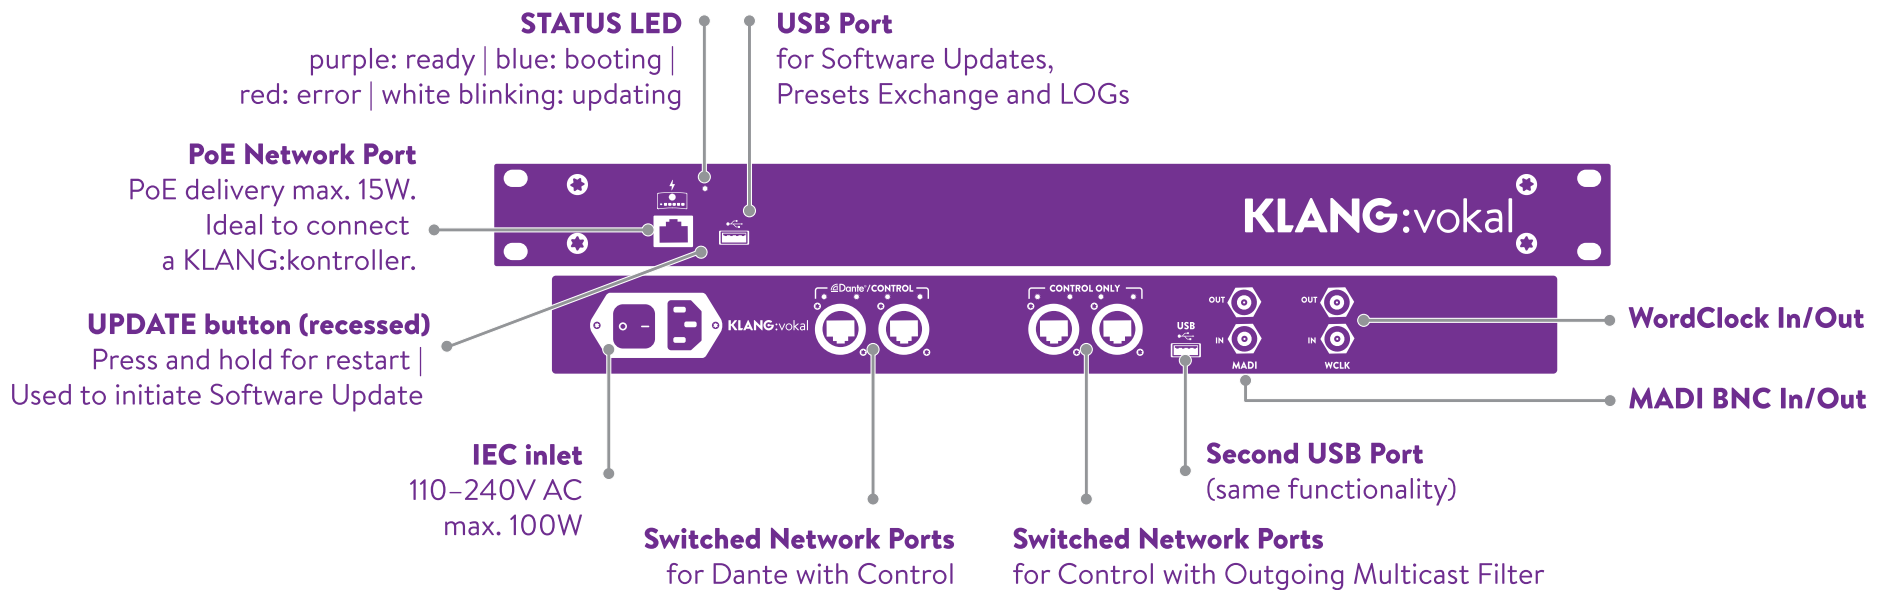 STATUS LED
purple: ready | blue: booting |
red: error | white blinking: updating
USB Port
for Software Updates,
Presets Exchange and LOGs
PoE Network Port
PoE delivery max. 15W.
Ideal to connect
a KLANG:kontroller.
KLANG:vokal
UPDATE button (recessed)
Press and hold for restart |
Used to initiate Software Update
KLANG:vokal
Dante®/CONTROL
CONTROL ONLY
USB
OUT
IN
MADI
OUT
IN
WCLK
WordClock In/Out
MADI BNC In/Out
IEC inlet
110–240V AC
max. 100W
Switched Network Ports
for Dante with Control
Switched Network Ports
for Control with Outgoing Multicast Filter
Second USB Port
(same functionality)